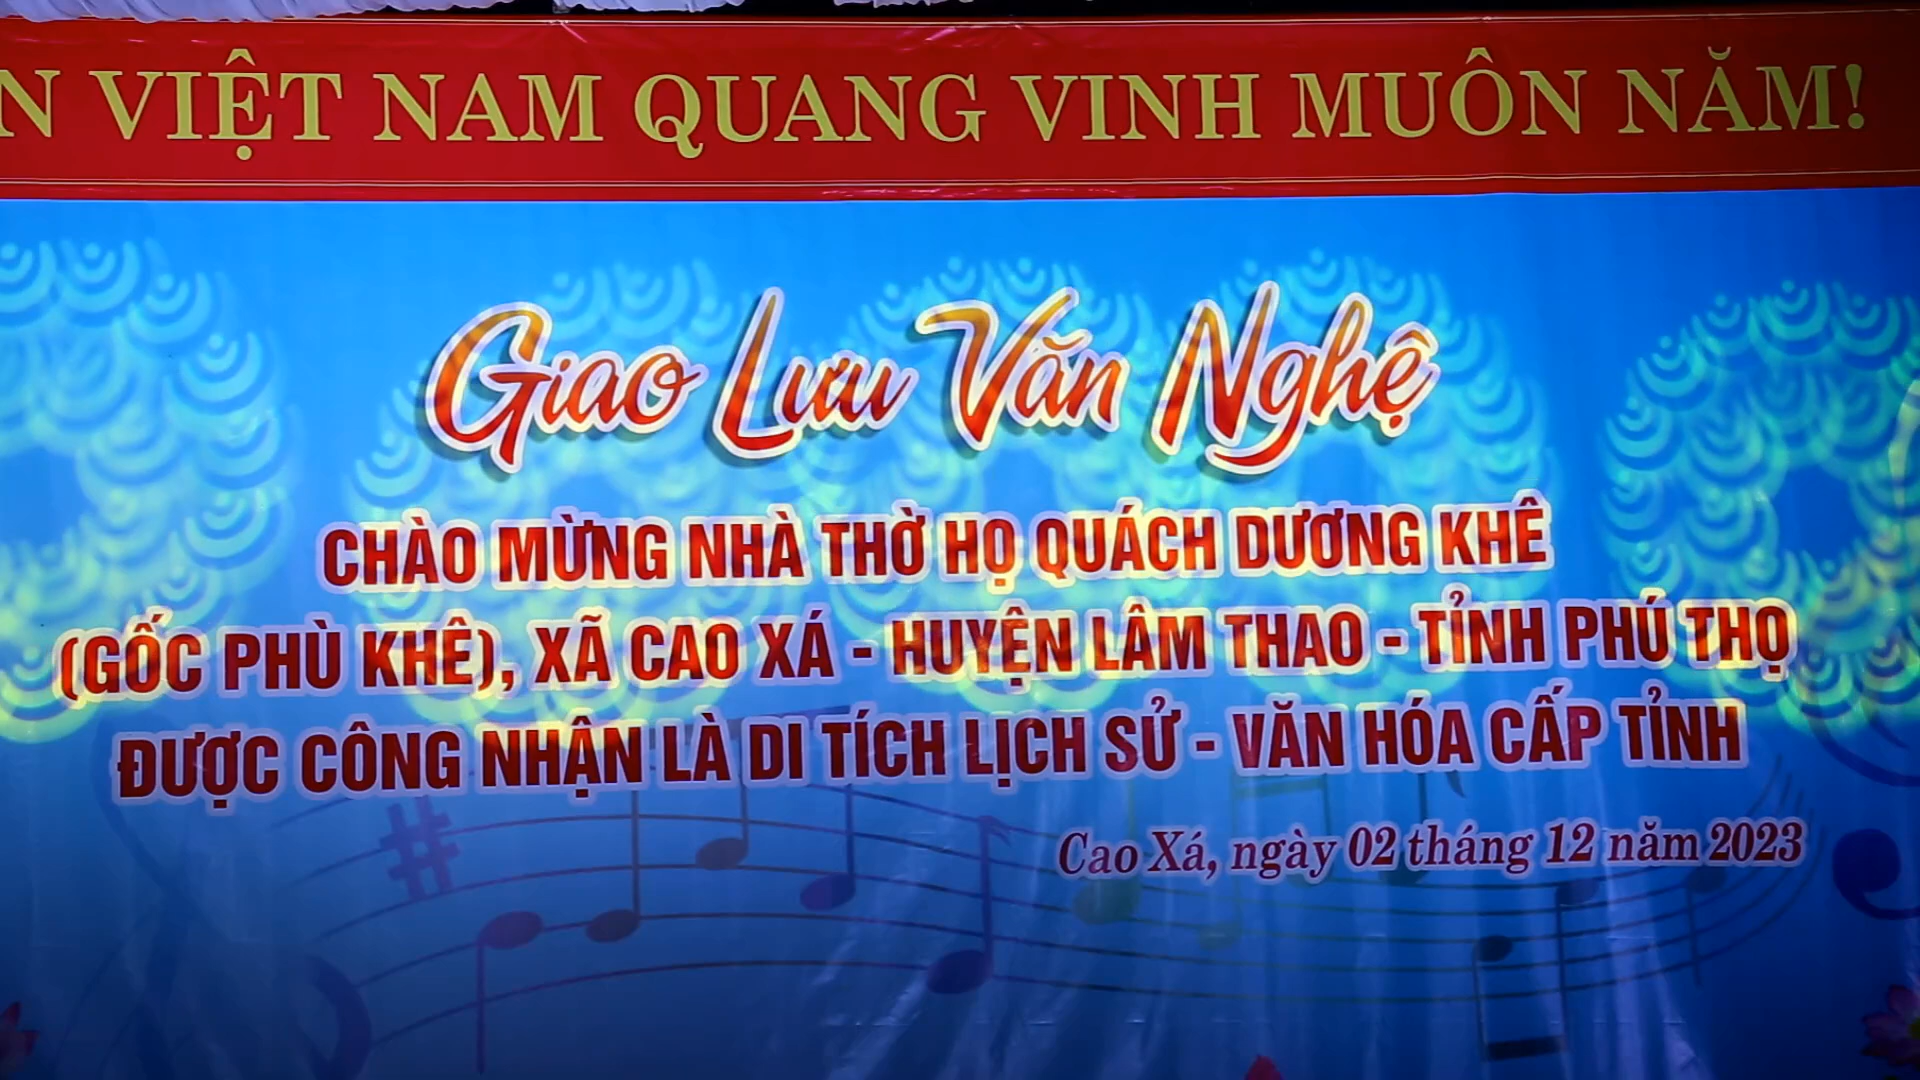 VIỆT NAM QUANG VINH MUÔN NĂM!
Giao Lưu Văn Nghệ
CHÀO MỪNG NHÀ THỜ HỌ QUÁCH DƯƠNG KHÊ
(GỐC PHÙ KHÊ), XÃ CAO XÁ - HUYỆN LÂM THAO - TỈNH PHÚ THỌ
ĐƯỢC CÔNG NHẬN LÀ DI TÍCH LỊCH SỬ - VĂN HÓA CẤP TỈNH
Cao Xá, ngày 02 tháng 12 năm 2023